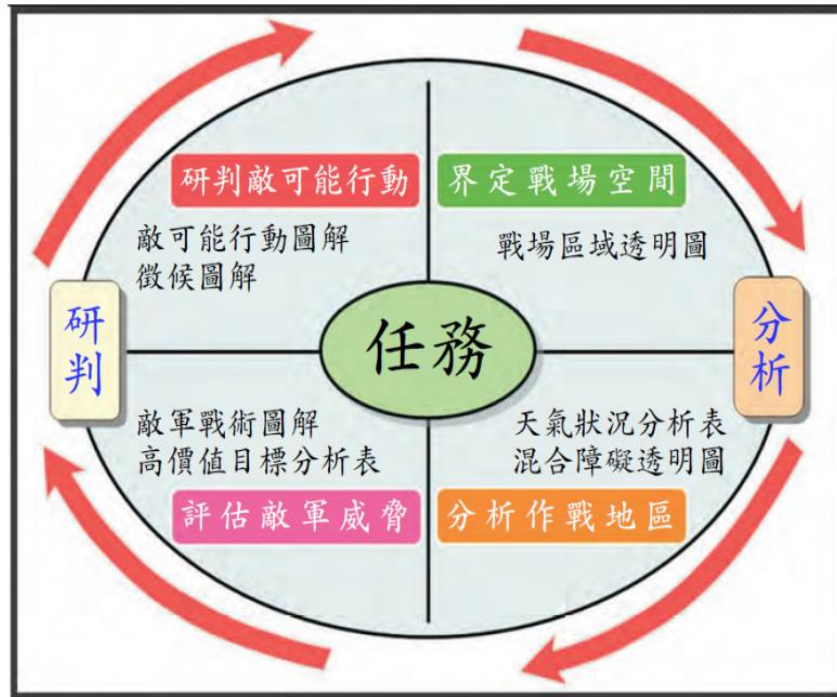 研判敵可能行動
敵可能行動圖解
徵候圖解
界定戰場空間
戰場區域透明圖
研判
任務
分析
敵軍戰術圖解
高價值目標分析表
評估敵軍威脅
天氣狀況分析表
混合障礙透明圖
分析作戰地區